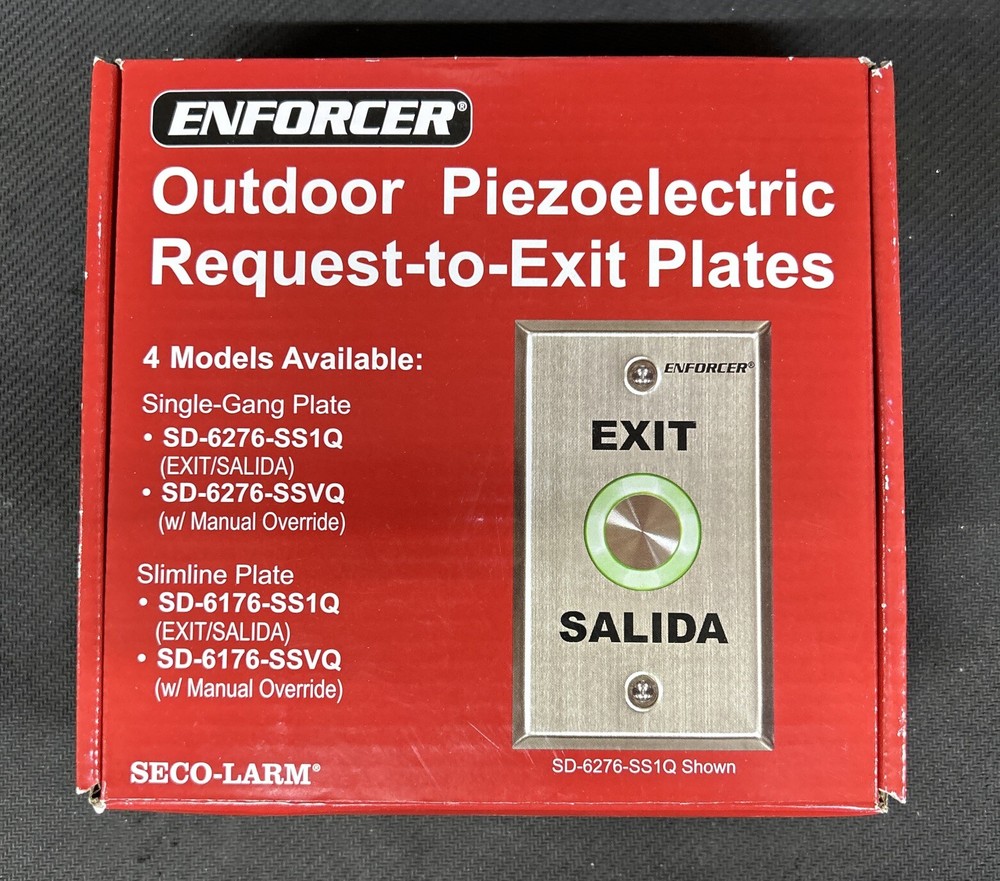 ENFORCER®
Outdoor Piezoelectric
Request-to-Exit Plates
4 Models Available:
Single-Gang Plate
• SD-6276-SS1Q
(EXIT/SALIDA)
• SD-6276-SSVQ
(w/ Manual Override)
Slimline Plate
• SD-6176-SS1Q
(EXIT/SALIDA)
• SD-6176-SSVQ
(w/ Manual Override)
SECO-LARM®
ENFORCER®
EXIT
SALIDA
SD-6276-SS1Q Shown